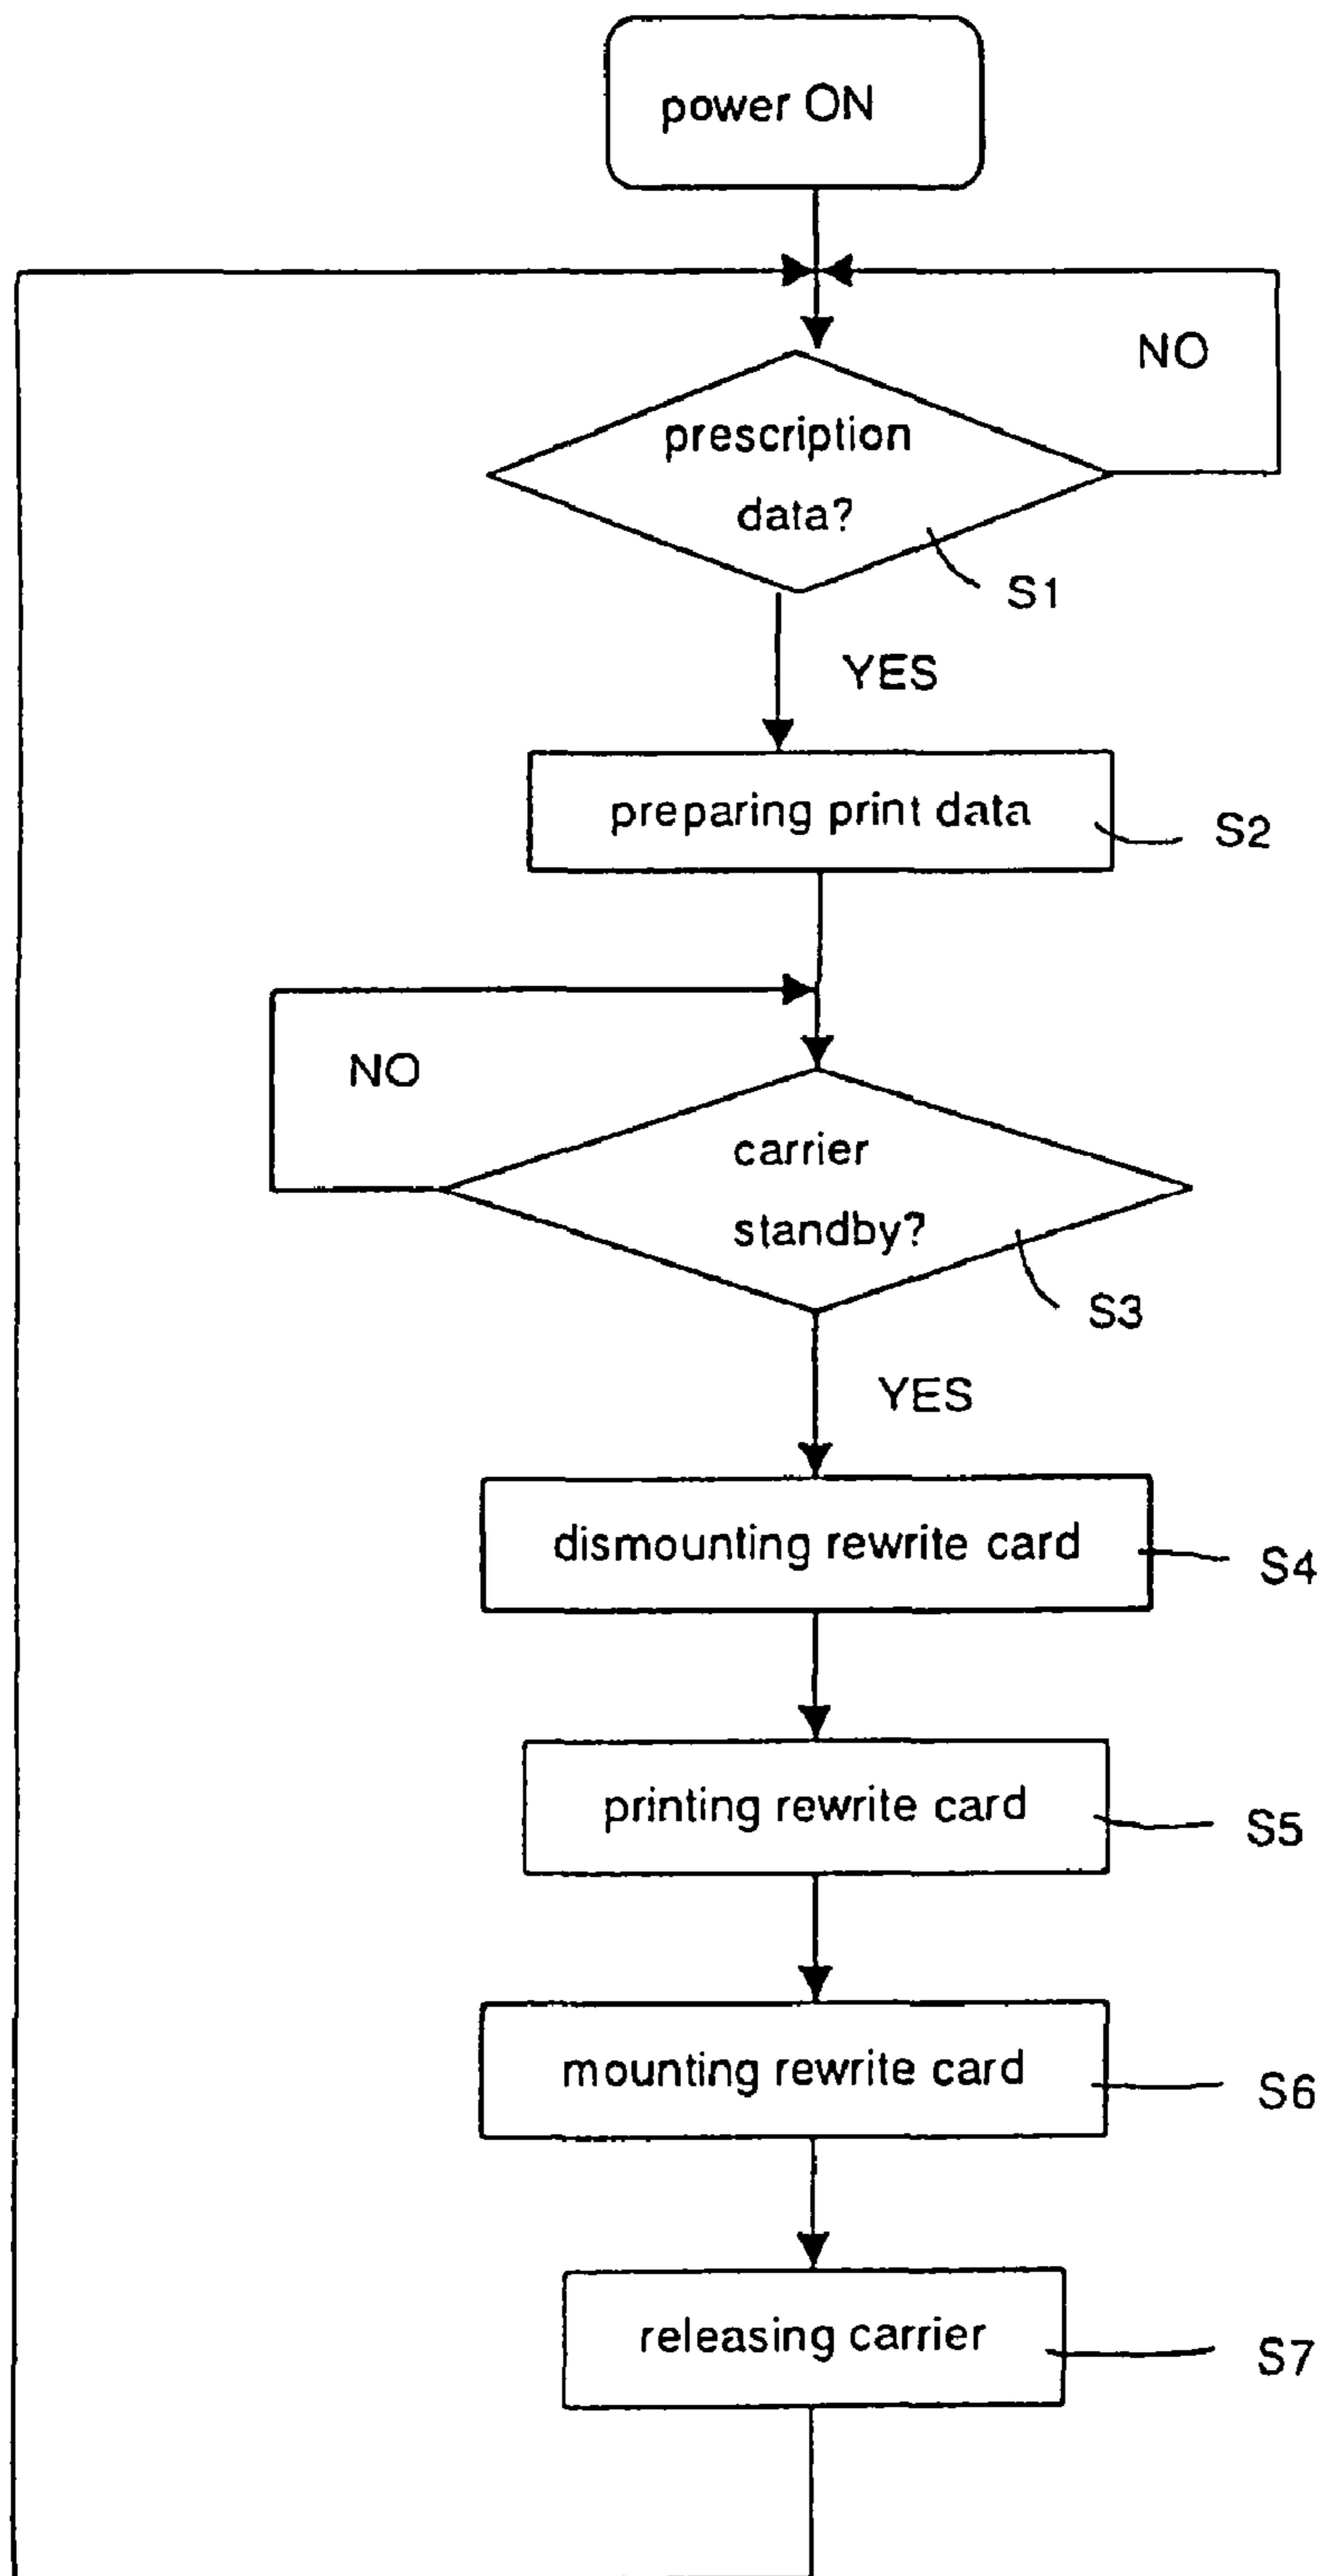 power ON
NO
prescription
data?
S1
YES
preparing print data
S2
NO
carrier
standby?
S3
YES
dismounting rewrite card
S4
printing rewrite card
S5
mounting rewrite card
S6
releasing carrier
S7